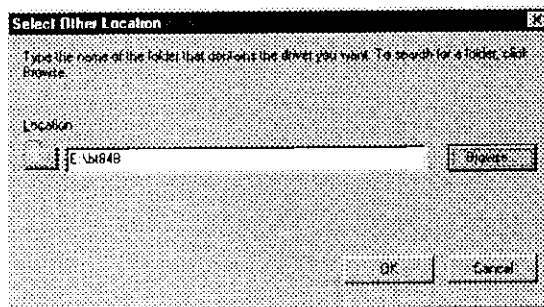 Select Other Location
Type the name of the folder that contains the driver you want. To search for a folder, click
Browse.
Location
E:\bt848
Browse...
OK
Cancel